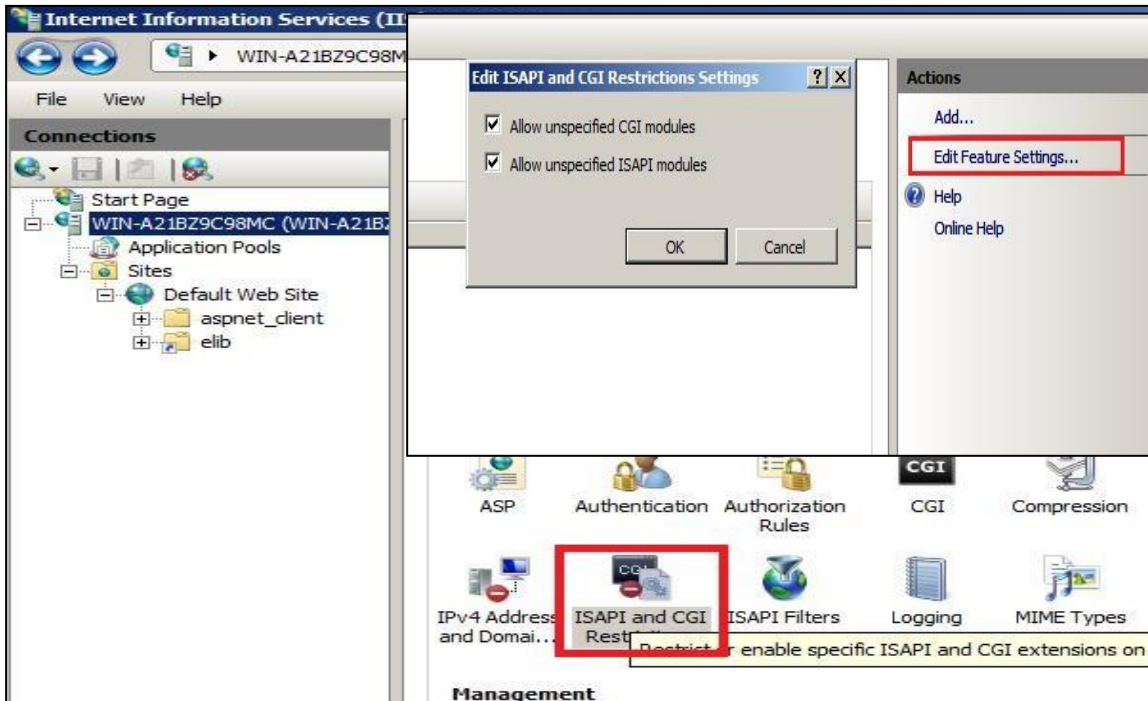 Internet Information Services (II
WIN-A21BZ9C98M
File View Help
Connections
Start Page
WIN-A21BZ9C98MC (WIN-A21BZ
Application Pools
Sites
Default Web Site
aspnet_client
elib
Edit ISAPI and CGI Restrictions Settings
Allow unspecified CGI modules
Allow unspecified ISAPI modules
OK Cancel
Actions
Add...
Edit Feature Settings...
Help
Online Help
CGI
ASP Authentication Authorization Rules CGI Compression
IPv4 Address and Domai... ISAPI and CGI ISAPI Filters Logging MIME Types
enable specific ISAPI and CGI extensions on
Management